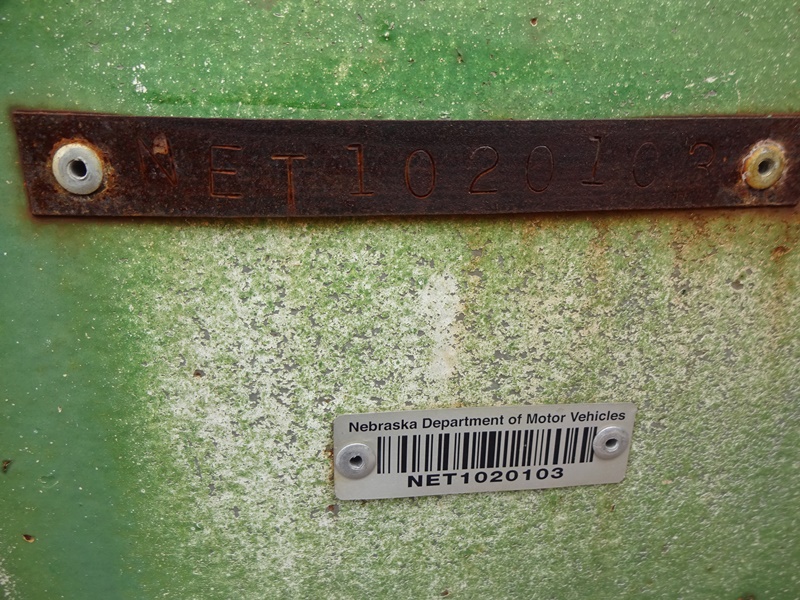 NET1020103
Nebraska Department of Motor Vehicles
NET1020103